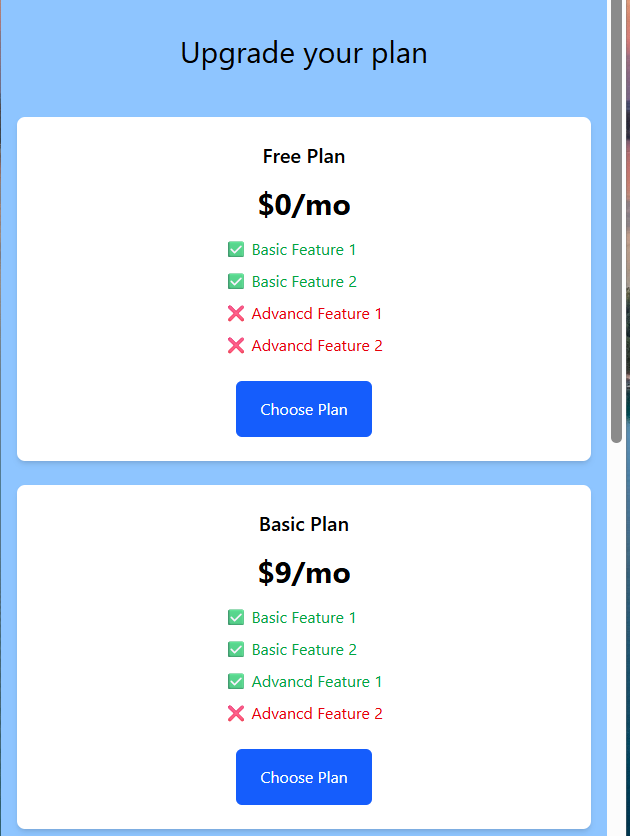 Upgrade your plan
Free Plan
$0/mo
✅ Basic Feature 1
✅ Basic Feature 2
❌ Advancd Feature 1
❌ Advancd Feature 2
Choose Plan
Basic Plan
$9/mo
✅ Basic Feature 1
✅ Basic Feature 2
✅ Advancd Feature 1
❌ Advancd Feature 2
Choose Plan